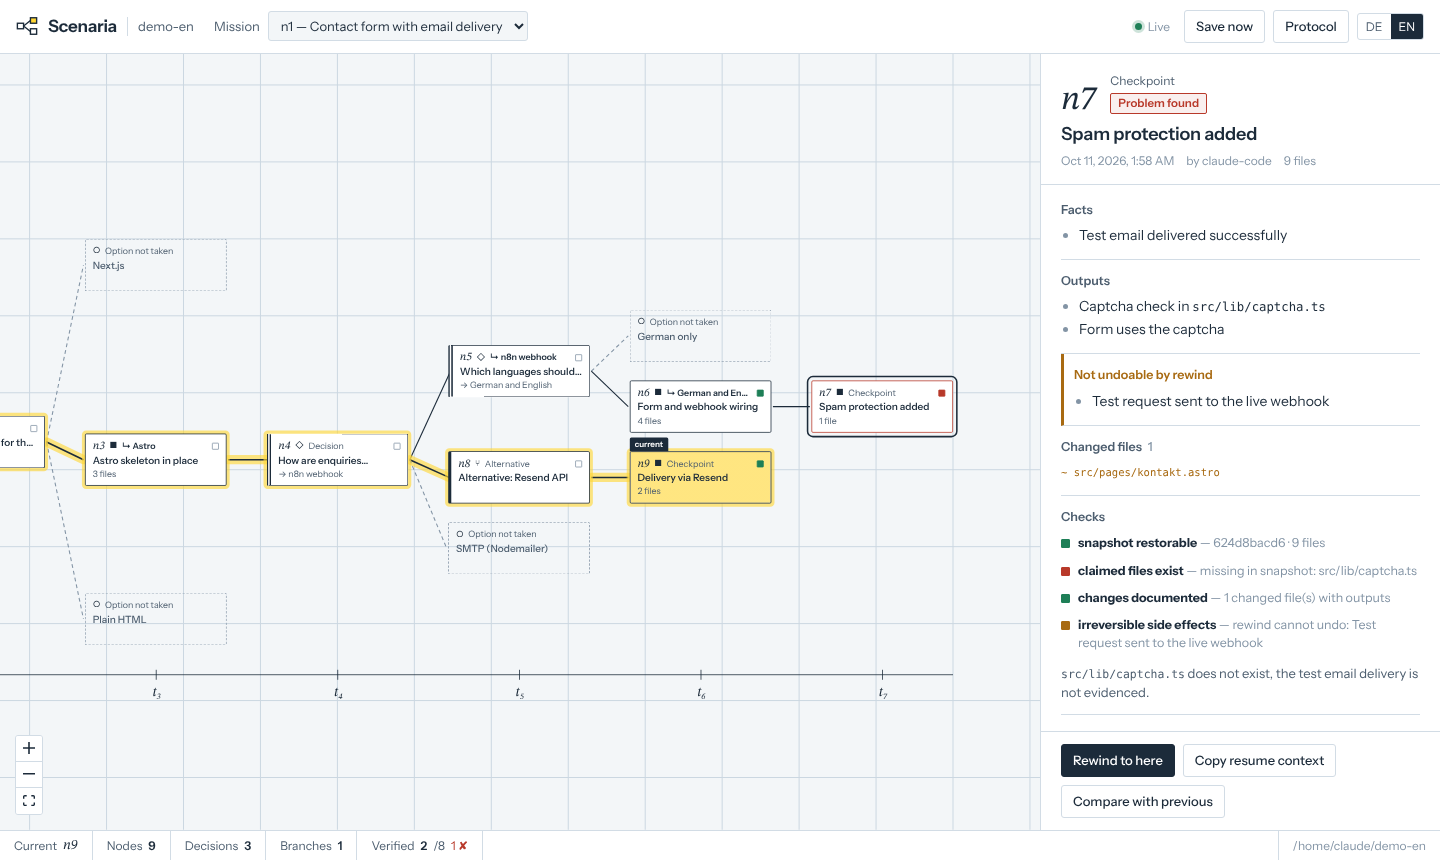 Scenaria
demo-en
Mission
n1 — Contact form with email delivery
Live
Save now
Protocol
DE
EN
Option not taken
Next.js
for th...
n3 ↳ Astro
Astro skeleton in place
3 files
n4 Decision
How are enquiries...
→ n8n webhook
n5 ↳ n8n webhook
Which languages should...
→ German and English
Option not taken
German only
n6 ↳ German and En...
Form and webhook wiring
4 files
n7 Checkpoint
Spam protection added
1 file
n8 Alternative
Alternative: Resend API
current
n9 Checkpoint
Delivery via Resend
2 files
Option not taken
SMTP (Nodemailer)
Option not taken
Plain HTML
t3
t4
t5
t6
t7
n7
Checkpoint
Problem found
Spam protection added
Oct 11, 2026, 1:58 AM by claude-code 9 files
Facts
Test email delivered successfully
Outputs
Captcha check in src/lib/captcha.ts
Form uses the captcha
Not undoable by rewind
Test request sent to the live webhook
Changed files 1
~ src/pages/kontakt.astro
Checks
snapshot restorable — 624d8bacd6 · 9 files
claimed files exist — missing in snapshot: src/lib/captcha.ts
changes documented — 1 changed file(s) with outputs
irreversible side effects — rewind cannot undo: Test
request sent to the live webhook
src/lib/captcha.ts does not exist, the test email delivery is
not evidenced.
Rewind to here
Copy resume context
Compare with previous
Current n9
Nodes 9
Decisions 3
Branches 1
Verified 2 /8 1 ✘
/home/claude/demo-en